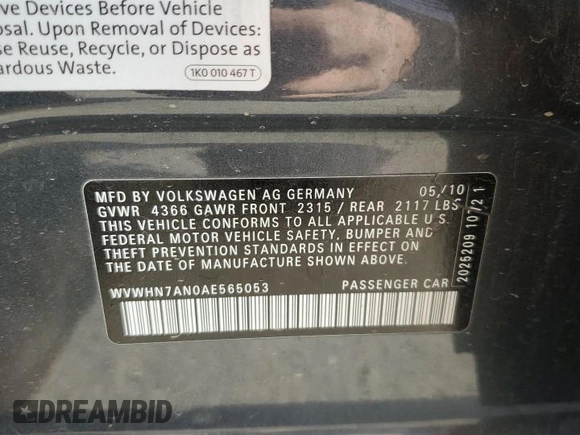 ve Devices Before Vehicle
osal. Upon Removal of Devices:
se Reuse, Recycle, or Dispose as
ardous Waste.
1K0 010 467 T
MFD BY VOLKSWAGEN AG GERMANY 05/10
GVWR 4366 GAWR FRONT 2315 / REAR 2117 LBS
THIS VEHICLE CONFORMS TO ALL APPLICABLE U.S.
FEDERAL MOTOR VEHICLE SAFETY, BUMPER AND
THEFT PREVENTION STANDARDS IN EFFECT ON
THE DATE OF MANUFACTURE SHOWN ABOVE.
WVWHN7AN0AE565053 PASSENGER CAR
2025209 10/21
DREAMBID